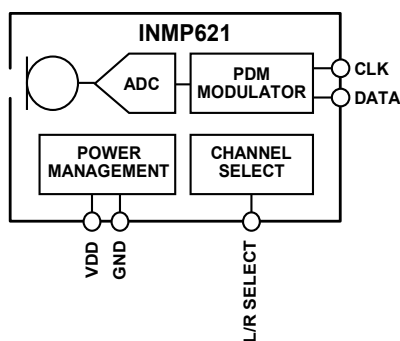 INMP621
ADC
PDM
MODULATOR
CLK
DATA
POWER
MANAGEMENT
CHANNEL
SELECT
VDD
GND
L/R SELECT